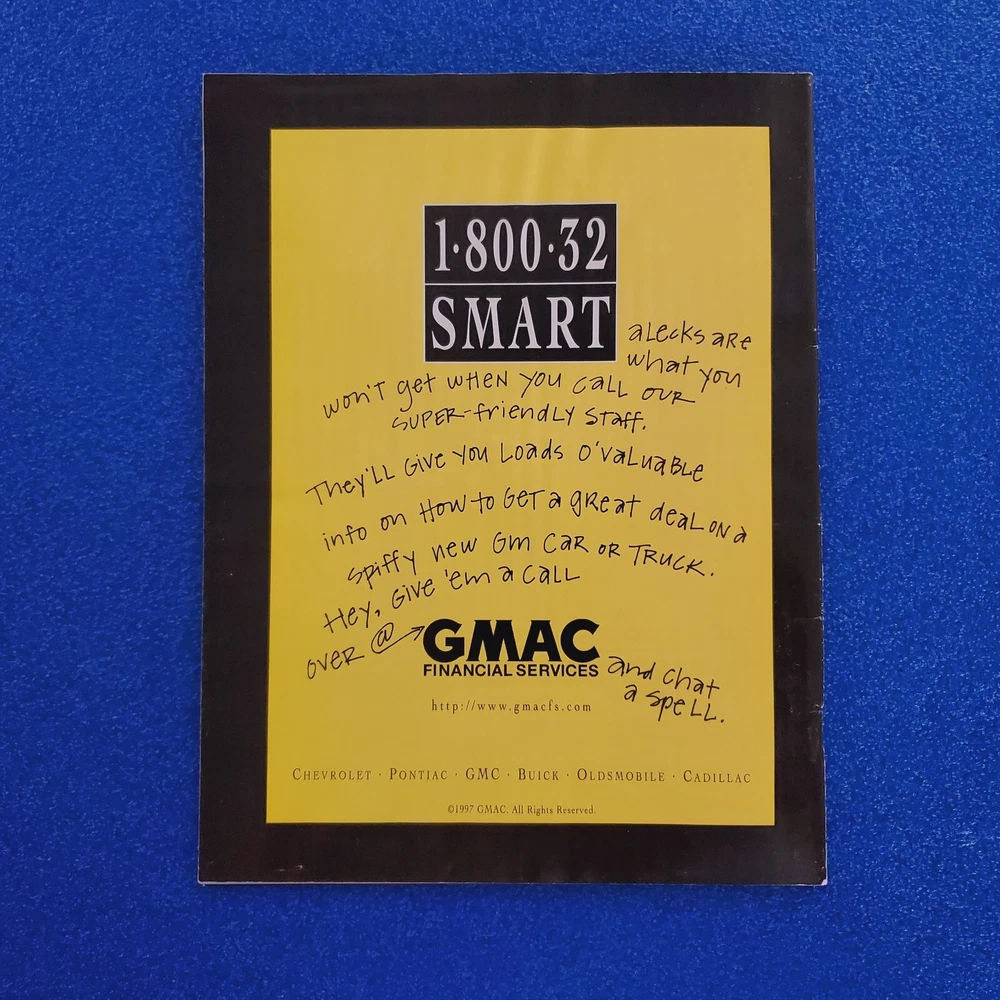 1·800·32
SMART
aLecks aRe
what you
won't get wHen you call ouR
SUPER-friendLy Staff.
They'LL Give you Loads O'valuaBLe
info on How to Get a great deaL on a
spiffy new Gm Car or Truck.
Hey, Give 'em a Call
over @ → GMAC
FINANCIAL SERVICES
and chat
a speLL.
http://www.gmacfs.com
CHEVROLET · PONTIAC · GMC · BUICK · OLDSMOBILE · CADILLAC
©1997 GMAC. All Rights Reserved.